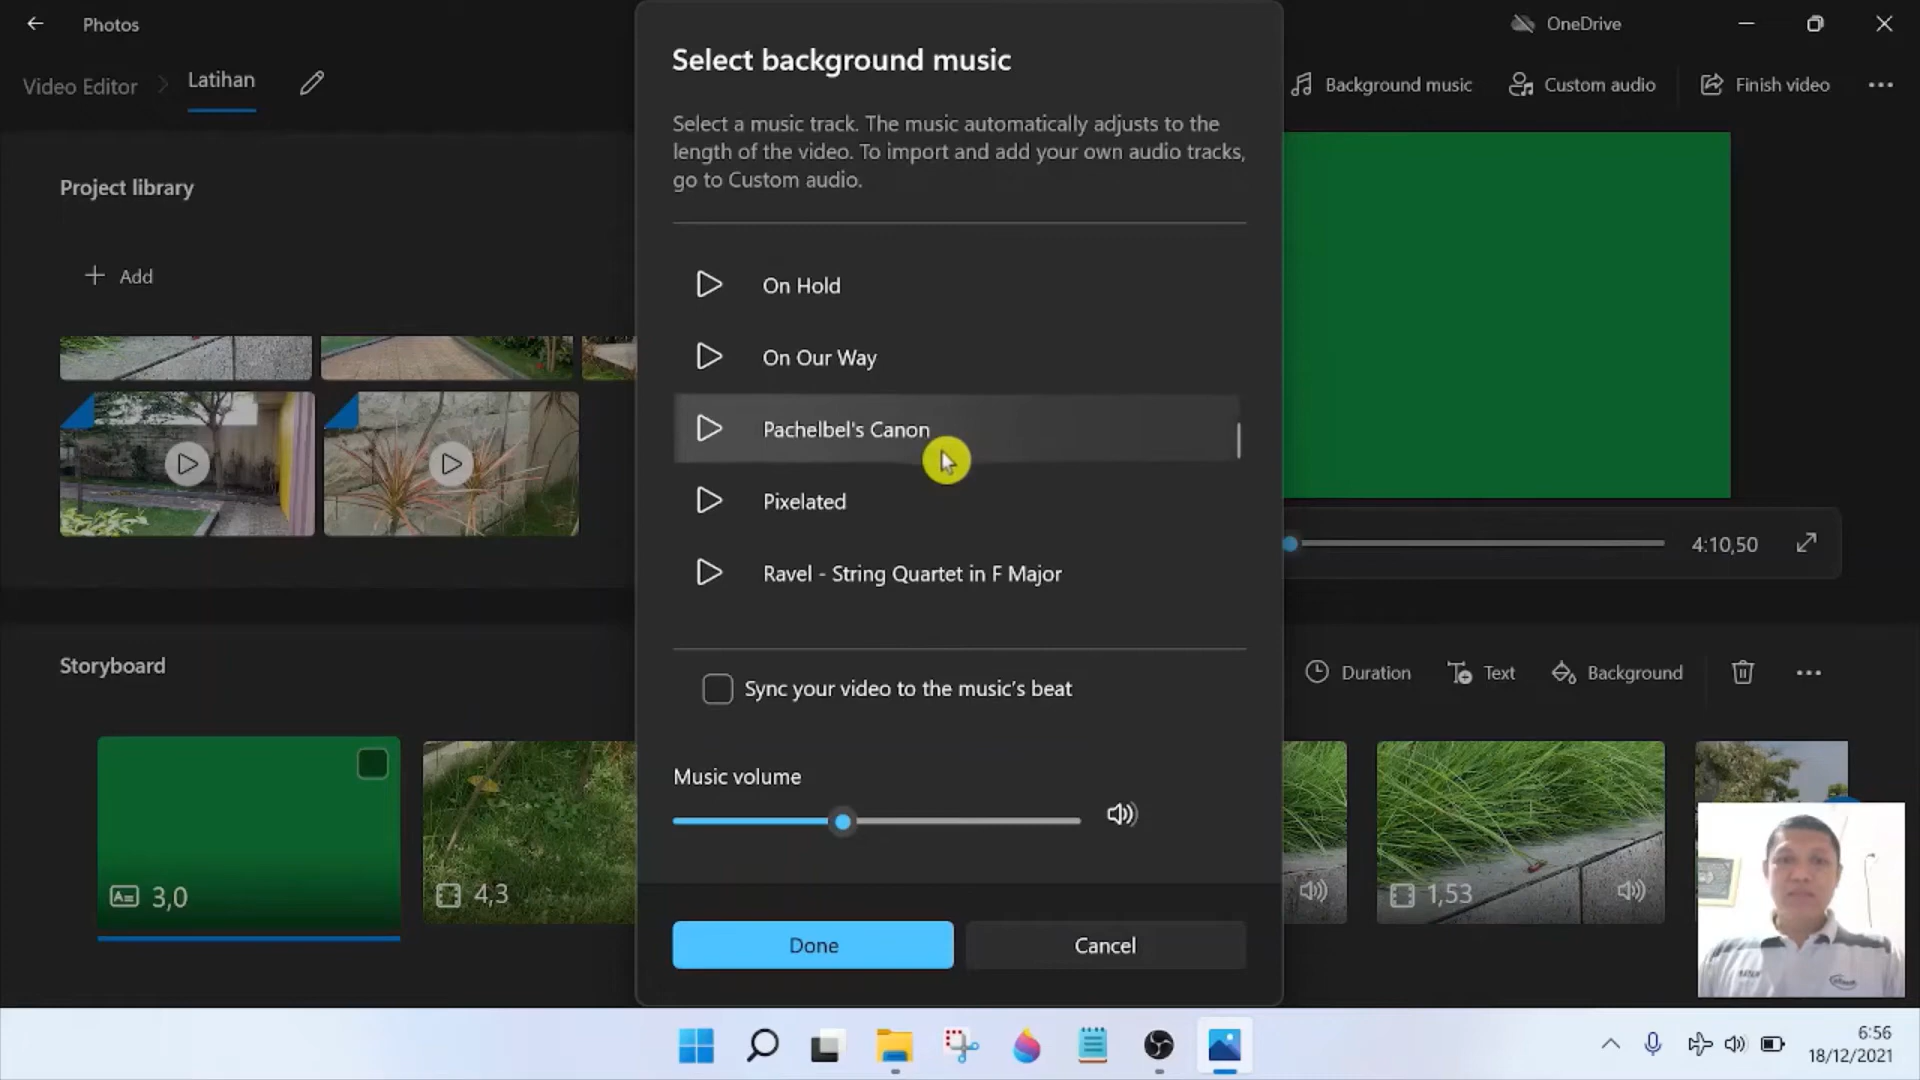 Photos
OneDrive
Video Editor
Latihan
Background music
Custom audio
Finish video
Select background music
Select a music track. The music automatically adjusts to the
length of the video. To import and add your own audio tracks,
go to Custom audio.
Project library
Add
On Hold
On Our Way
Pachelbel's Canon
Pixelated
Ravel - String Quartet in F Major
4:10,50
Storyboard
Duration
Text
Background
Sync your video to the music’s beat
Music volume
3,0
4,3
1,53
Done
Cancel
6:56
18/12/2021